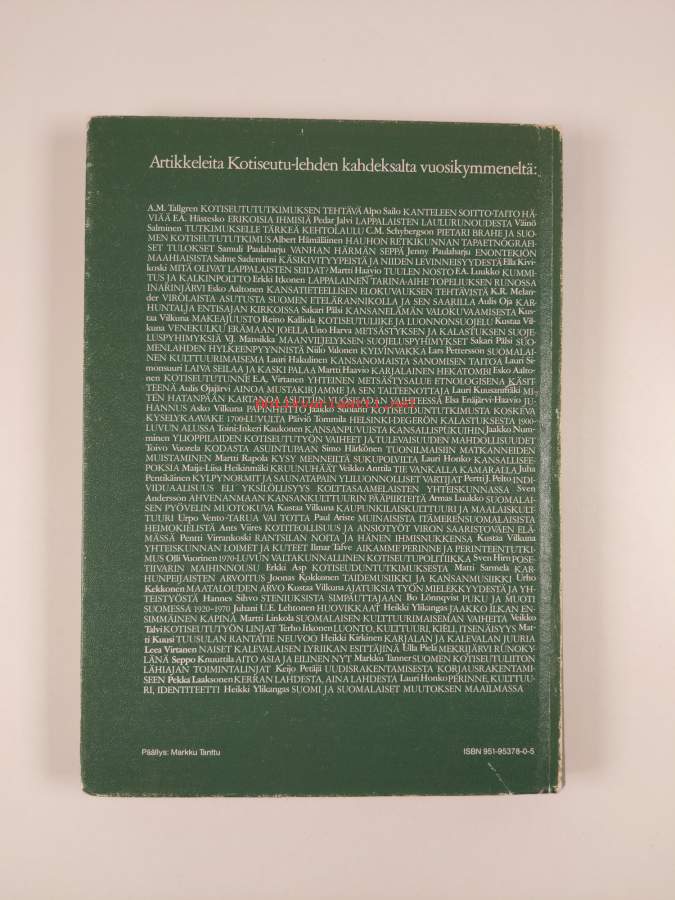 Artikkeleita Kotiseutu-lehden kahdeksalta vuosikymmeneltä:
A.M. Tallgren KOTISEUTUTUTKIMUKSEN TEHTÄVÄ Alpo Sailo KANTELEEN SOITTO-TAITO HÄ-
VIÄÄ E.A. Hästesko ERIKOISIA IHMISIÄ Pedar Jalvi LAPPALAISTEN LAULURUNOUDESTA Väinö
Salminen TUTKIMUKSELLE TÄRKEÄ KEHTOLAULU C.M. Schybergson PIETARI BRAHE JA SUO-
MEN KOTISEUTUTUTKIMUS Albert Hämäläinen HAUHON RETKIKUNNAN TAPAETNOGRAFI-
SET TULOKSET Samuli Paulaharju VANHAN HÄRMÄN SEPPÄ Jenny Paulaharju ENONTEKIÖN
MAAHISISTA Salme Sadeniemi KÄSIKIVITYYPEISTÄ JA NIIDEN LEVINNEISYYDESTÄ Ella Kivi-
koski MITÄ OLIVAT LAPPALAISTEN SEIDAT? Martti Haavio TUULEN NOSTO E.A. Luukko KUMMI-
TUS JA KALKINPOLTTO Erkki Itkonen LAPPALAINEN TARINA-AIHE TOPELIUKSEN RUNOSSA
INARINJÄRVI Esko Aaltonen KANSATIETEELLISEN ELOKUVAUKSEN TEHTÄVISTÄ K.R. Melan-
der VIROLAISTA ASUTUSTA SUOMEN ETELÄRANNIKOLLA JA SEN SAARILLA Aulis Oja KAR-
HUNTALJA ENTISAJAN KIRKOISSA Sakari Pälsi KANSANELÄMÄN VALOKUVAAMISESTA Kus-
taa Vilkuna MAKEAJUUSTO Reino Kalliola KOTISEUTULIIKE JA LUONNONSUOJELU Kustaa Vil-
kuna VENEKULKU ERÄMAAN JOELLA Uno Harva METSÄSTYKSEN JA KALASTUKSEN SUOJE-
LUSPYHIMYKSIÄ V.J. Mansikka MAANVILJELYKSEN SUOJELUSPYHIMYKSET Sakari Pälsi SUO-
MENLAHDEN HYLKEENPYYNNISTÄ Niilo Valonen KYLVINVAKKA Lars Pettersson SUOMALAI-
NEN KULTTUURIMAISEMA Lauri Hakulinen KANSANOMAISTA SANOMISEN TAITOA Lauri Si-
monsuuri LAIVA SEILAA JA KASKI PALAA Martti Haavio KARJALAINEN HEKATOMBI Esko Aalto-
nen KOTISEUTUTUNNE E.A. Virtanen YHTEINEN METSÄSTYSALUE ETNOLOGISENA KÄSIT-
TEENÄ Aulis Ojajärvi AINOA MUSTAKIRJAMME JA SEN TALTEENOTTAJA Lauri Kuusanmäki MI-
TEN HATANPÄÄN KARTANOA ASUTTIIN VUOSISADAN VAIHTEESSA Elsa Enäjärvi-Haavio JU-
HANNUS Asko Vilkuna PAPINHEITTO Jaakko Suolahti KOTISEUDUNTUTKIMUSTA KOSKEVA
KYSELYKAAVAKE 1700-LUVULTA Päiviö Tommila HELSINKI-DEGERÖN KALASTUKSESTA 1900-
LUVUN ALUSSA Toini-Inkeri Kaukonen KANSANPUVUISTA KANSALLISPUKUIHIN Jaakko Num-
minen YLIOPPILAIDEN KOTISEUTUTYÖN VAIHEET JA TULEVAISUUDEN MAHDOLLISUUDET
Toivo Vuorela KODASTA ASUINTUPAAN Simo Härkönen TUONILMAISIIN MATKANNEIDEN
MUISTAMINEN Martti Rapola KYSY MENNEILTÄ SUKUPOLVILTA Lauri Honko KANSALLISEE-
POKSIA Maija-Liisa Heikinmäki KRUUNUHÄÄT Veikko Anttila TIE VANKALLA KAMARALLA Juha
Pentikäinen KYLPYNORMIT JA SAUNATAPAIN YLILUONNOLLISET VARTIJAT Pertti J. Pelto INDI-
VIDUAALISUUS ELI YKSILÖLLISYYS KOLTTASAAMELAISTEN YHTEISKUNNASSA Sven
Anderssön AHVENANMAAN KANSANKULTTUURIN PÄÄPIIRTEITÄ Armas Luukko SUOMALAI-
SEN PYÖVELIN MUOTOKUVA Kustaa Vilkuna KAUPUNKILAISKULTTUURI JA MAALAISKULT-
TUURI Urpo Vento TARUA VAI TOTTA Paul Ariste MUINAISISTA ITÄMERENSUOMALAISISTA
HEIMOKIELISTÄ Ants Viires KOTITEOLLISUUS JA ANSIOTYÖT VIRON SAARISTOVÄEN ELÄ-
MÄSSÄ Pentti Virrankoski RANTSILAN NOITA JA HÄNEN IHMISNUKKENSA Kustaa Vilkuna
YHTEISKUNNAN LOIMET JA KUTEET Ilmar Talve AIKAMME PERINNE JA PERINTEENTUTKI-
MUS Olli Vuorinen 1970-LUVUN VALTAKUNNALLINEN KOTISEUTUPOLITIIKKA Sven Hirn POSE-
TIIVARIN MAIHINNOUSU Erkki Asp KOTISEUDUNTUTKIMUKSESTA Matti Sarmela KAR-
HUNPEIJAISTEN ARVOITUS Joonas Kokkonen TAIDEMUSIIKKI JA KANSANMUSIIKKI Urho
Kekkonen MAATALOUDEN ARVO Kustaa Vilkuna AJATUKSIA TYÖN MIELEKKYYDESTÄ JA YH-
TEISTYÖSTÄ Hannes Sihvo STENIUKSISTA SIMPAUTTAJAAN Bo Lönnqvist PUKU JA MUOTI
SUOMESSA 1920–1970 Juhani U.E. Lehtonen HUOVIKKAAT Heikki Ylikangas JAAKKO ILKAN EN-
SIMMÄINEN KAPINA Martti Linkola SUOMALAISEN KULTTUURIMAISEMAN VAIHEITA Veikko
Talvi KOTISEUTUTYÖN LINJAT Terho Itkonen LUONTO, KULTTUURI, KIELI, ITSENÄISYYS Mat-
ti Kuusi TUUSULAN RANTATIE NEUVOO Heikki Kirkinen KARJALAN JA KALEVALAN JUURIA
Leea Virtanen NAISET KALEVALAISEN LYRIIKAN ESITTÄJINÄ Ulla Piela MEKRIJÄRVI RUNOKY-
LÄNÄ Seppo Knuuttila AITO ASIA JA EILINEN NYT Markku Tanner SUOMEN KOTISEUTULIITON
LÄHIAJAN TOIMINTALINJAT Keijo Petäjä UUDISRAKENTAMISESTA KORJAUSRAKENTAMI-
SEEN Pekka Laaksonen KERRAN LAHDESTA, AINA LAHDESTA Lauri Honko PERINNE, KULTTUU-
RI, IDENTITEETTI Heikki Ylikangas SUOMI JA SUOMALAISET MUUTOKSEN MAAILMASSA
Päällys: Markku Tanttu
ISBN 951-95378-0-5